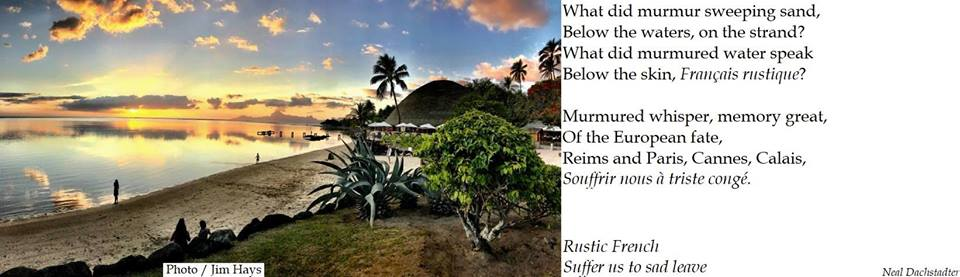 What did murmur sweeping sand,
Below the waters, on the strand?
What did murmured water speak
Below the skin, Français rustique?
Murmured whisper, memory great,
Of the European fate,
Reims and Paris, Cannes, Calais,
Souffrir nous à triste congé.
Rustic French
Suffer us to sad leave
Photo / Jim Hays
Neal Dachstadter